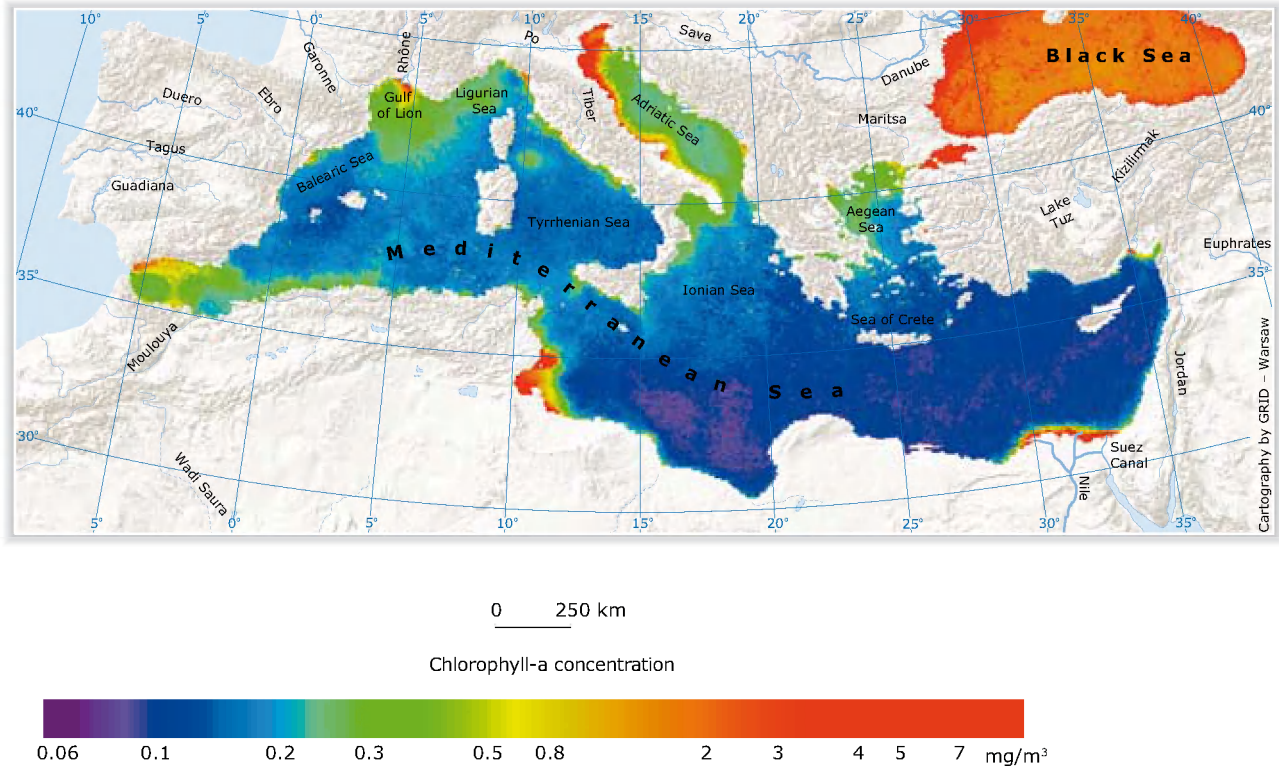 10° 5° 0° 5° 10° 15° 20° 25° 30° 35° 40°
Garonne
Rhône
Po
Sava
Danube
Black Sea
Duero
Ebro
Gulf
of Lion
Ligurian
Sea
Tiber
Adriatic Sea
Maritsa
40°
40°
Tagus
Balearic Sea
Kizilirmak
Guadiana
Tyrrhenian Sea
Aegean
Sea
Lake
Tuz
Euphrates
Mediterranean Sea
35°
35°
Ionian Sea
Sea of Crete
Moulouya
Jordan
30°
Wadi Saura
Suez
Canal
Nile
Cartography by GRID – Warsaw
5° 0° 5° 10° 15° 20° 25° 30° 35°
0 250 km
Chlorophyll-a concentration
0.06 0.1 0.2 0.3 0.5 0.8 2 3 4 5 7 mg/m³